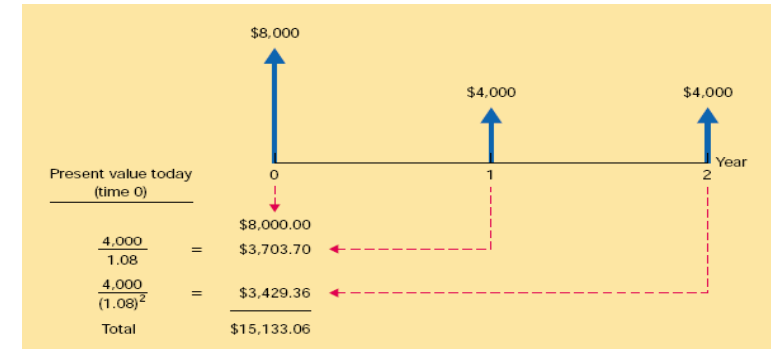 $8,000
$4,000 $4,000
Year
Present value today 0 1 2
(time 0)
$8,000.00
4,000
1.08 = $3,703.70
4,000
(1.08)² = $3,429.36
Total $15,133.06